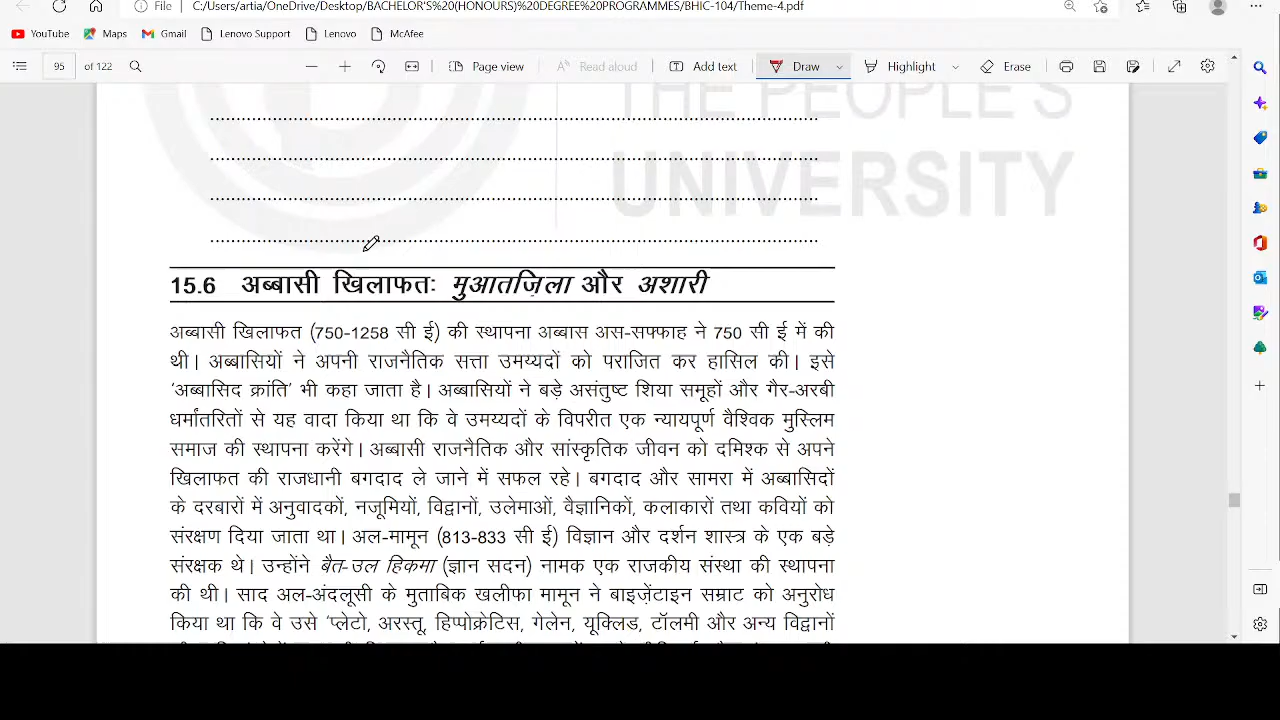 File C:/Users/artia/OneDrive/Desktop/BACHELOR'S%20(HONOURS)%20DEGREE%20PROGRAMMES/BHIC-104/Theme-4.pdf
YouTube Maps Gmail Lenovo Support Lenovo McAfee
95 of 122 Page view Read aloud Add text Draw Highlight Erase
THE PEOPLE'S
UNIVERSITY
15.6 अब्बासी खिलाफतः मुआतज़िला और अशारी
अब्बासी खिलाफत (750-1258 सी ई) की स्थापना अब्बास अस-सफ्फाह ने 750 सी ई में की
थी। अब्बासियों ने अपनी राजनैतिक सत्ता उमय्यदों को पराजित कर हासिल की। इसे
‘अब्बासिद क्रांति’ भी कहा जाता है। अब्बासियों ने बड़े असंतुष्ट शिया समूहों और गैर-अरबी
धर्मांतरितों से यह वादा किया था कि वे उमय्यदों के विपरीत एक न्यायपूर्ण वैश्विक मुस्लिम
समाज की स्थापना करेंगे। अब्बासी राजनैतिक और सांस्कृतिक जीवन को दमिश्क से अपने
खिलाफत की राजधानी बगदाद ले जाने में सफल रहे। बगदाद और सामरा में अब्बासिदों
के दरबारों में अनुवादकों, नजूमियों, विद्वानों, उलेमाओं, वैज्ञानिकों, कलाकारों तथा कवियों को
संरक्षण दिया जाता था। अल-मामून (813-833 सी ई) विज्ञान और दर्शन शास्त्र के एक बड़े
संरक्षक थे। उन्होंने बैत-उल हिकमा (ज्ञान सदन) नामक एक राजकीय संस्था की स्थापना
की थी। साद अल-अंदलूसी के मुताबिक खलीफा मामून ने बाइज़ेंटाइन सम्राट को अनुरोध
किया था कि वे उसे ‘प्लेटो, अरस्तू, हिप्पोक्रेटिस, गेलेन, यूक्लिड, टॉलमी और अन्य विद्वानों